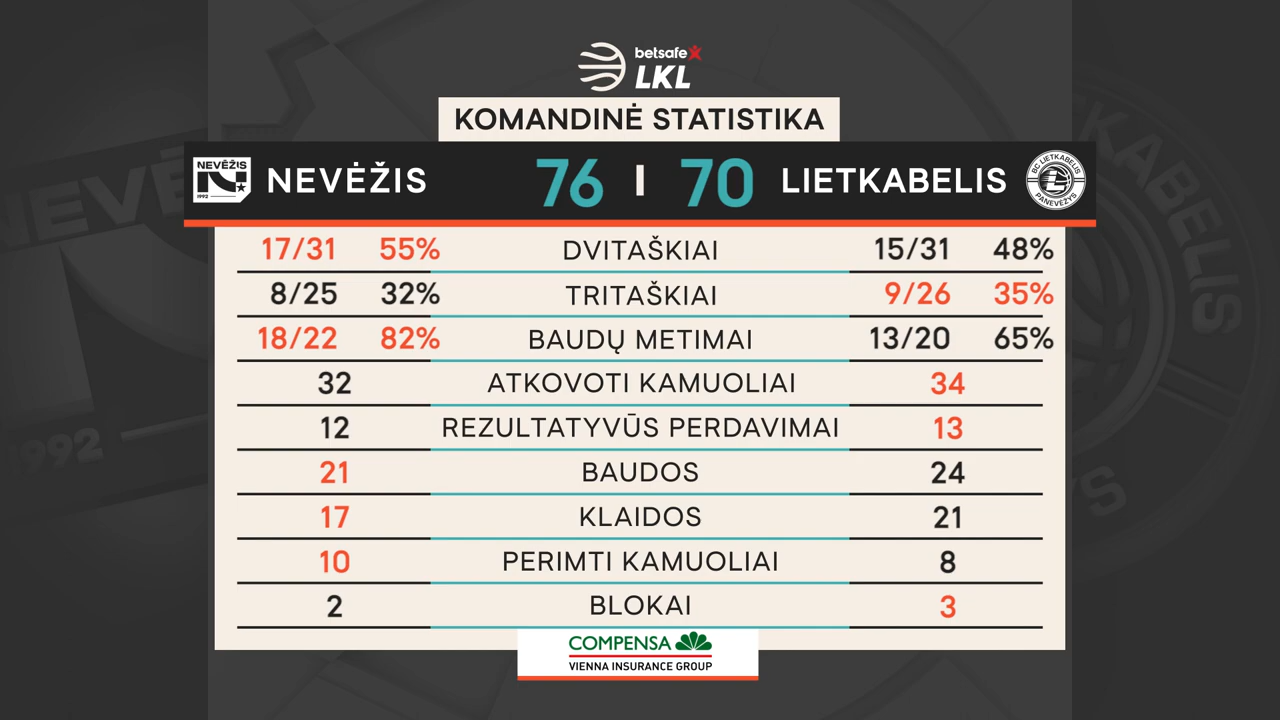 betsafe
LKL
KOMANDINĖ STATISTIKA
NEVĖŽIS 1992 NEVĖŽIS 76 | 70 LIETKABELIS BC LIETKABELIS PANEVĖŽYS
17/31 55% DVITAŠKIAI 15/31 48%
8/25 32% TRITAŠKIAI 9/26 35%
18/22 82% BAUDŲ METIMAI 13/20 65%
32 ATKOVOTI KAMUOLIAI 34
12 REZULTATYVŪS PERDAVIMAI 13
21 BAUDOS 24
17 KLAIDOS 21
10 PERIMTI KAMUOLIAI 8
2 BLOKAI 3
COMPENSA
VIENNA INSURANCE GROUP